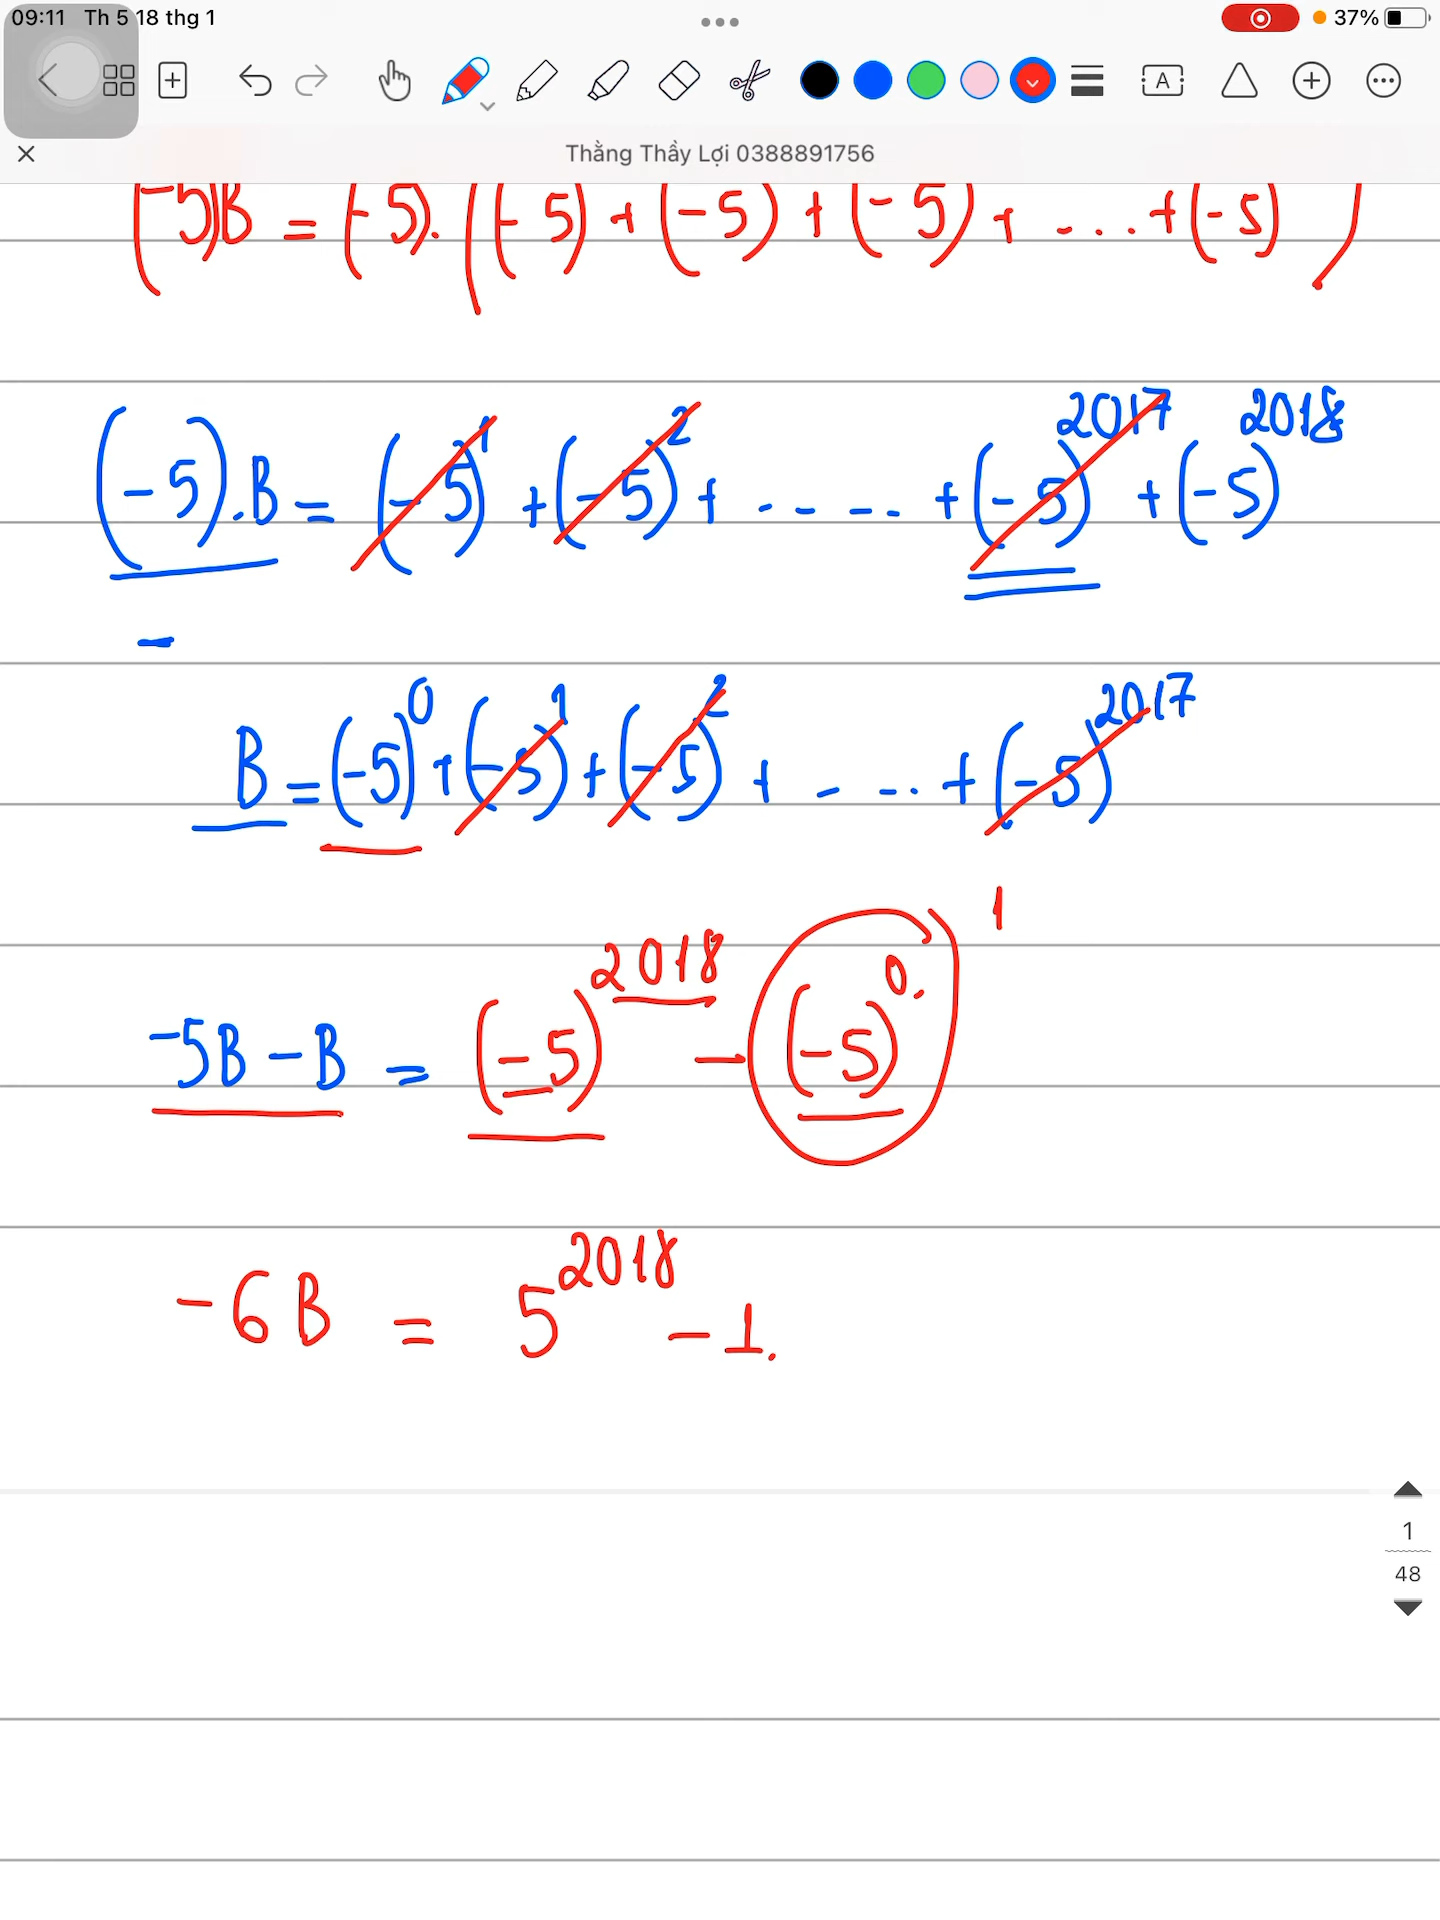 09:11 Th 5 18 thg 1
37%
A
Thằng Thầy Lợi 0388891756
(-5)B = (-5). ((-5) + (-5) + (-5) + .... + (-5) )
(-5).B = (-5)^1 + (-5)^2 + ..... + (-5)^2017 + (-5)^2018
-
B = (-5)^0 + (-5)^1 + (-5)^2 + .... + (-5)^2017
1
-5B - B = (-5)^2018 - (-5)^0.
-6B = 5^2018 - 1.
1
48